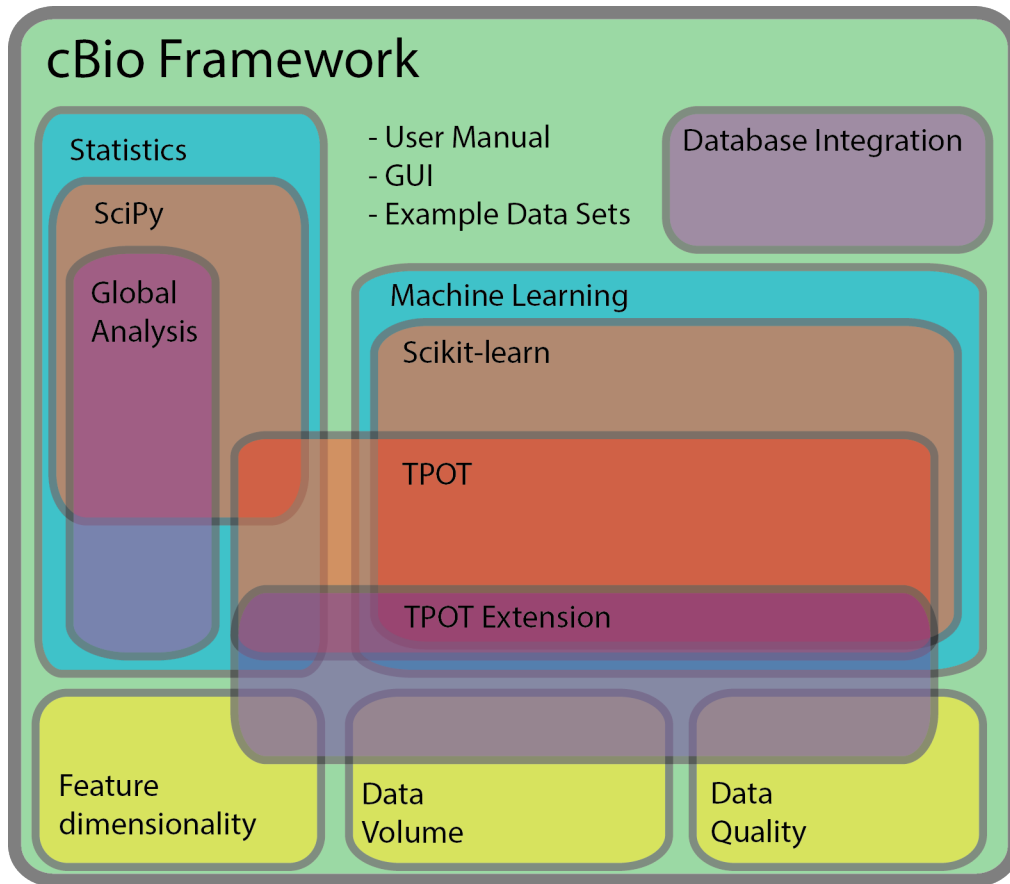 cBio Framework
Statistics
SciPy
Global
Analysis
- User Manual
- GUI
- Example Data Sets
Database Integration
Machine Learning
Scikit-learn
TPOT
TPOT Extension
Feature
dimensionality
Data
Volume
Data
Quality